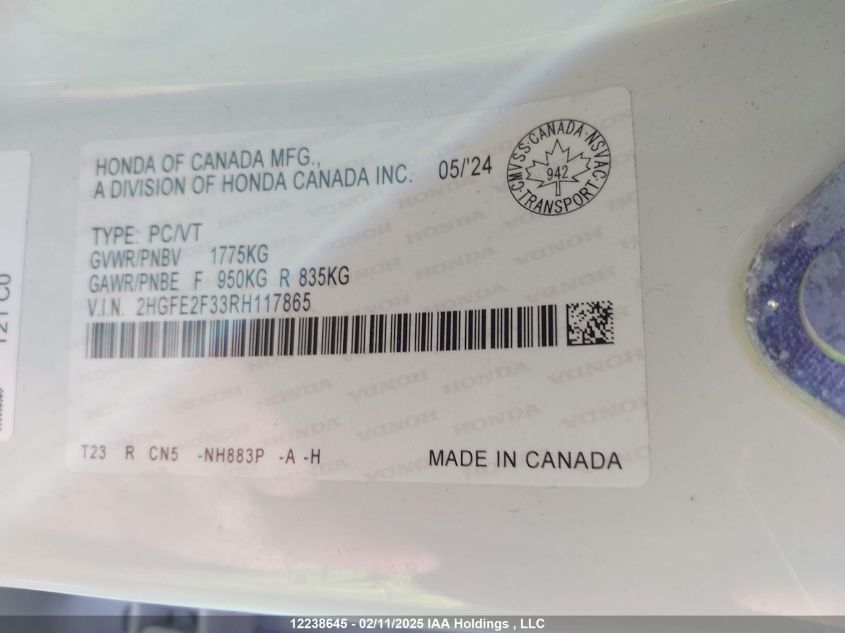 HONDA OF CANADA MFG.,
A DIVISION OF HONDA CANADA INC.
05/'24
CMVSS · CANADA · NSVAC · TRANSPORT ·
942
TYPE: PC/VT
GVWR/PNBV 1775KG
GAWR/PNBE F 950KG R 835KG
V.I.N. 2HGFE2F33RH117865
T23 R CN5 -NH883P -A -H
MADE IN CANADA
12238645 - 02/11/2025 IAA Holdings , LLC